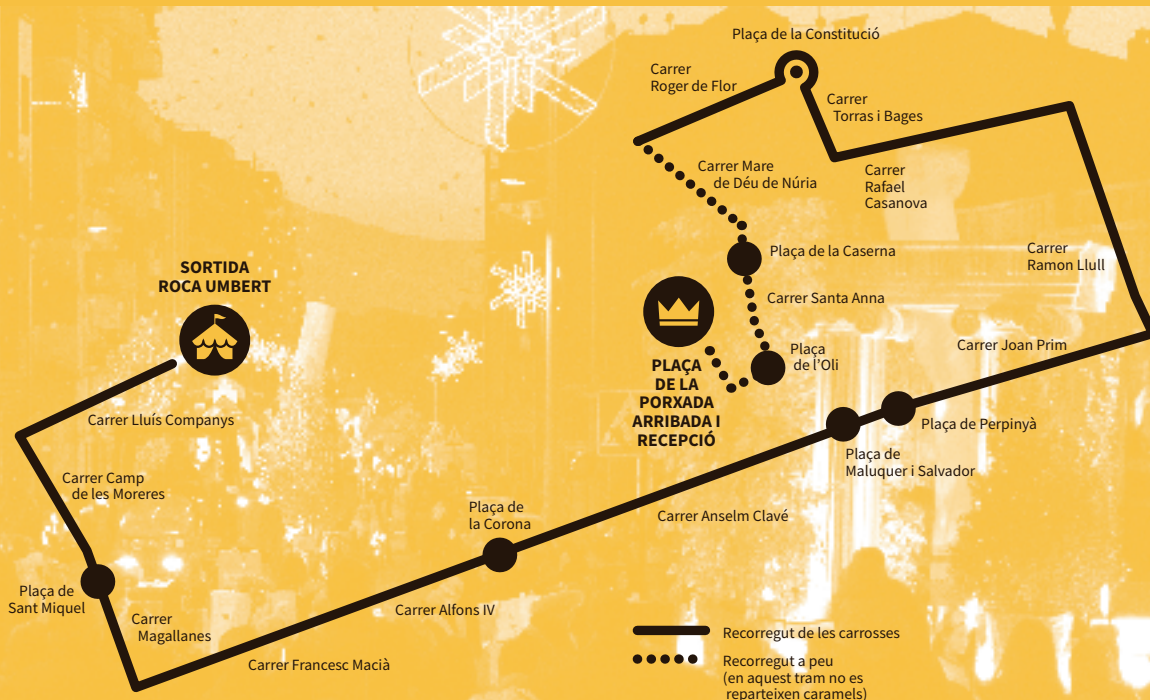 Plaça de la Constitució
Carrer
Roger de Flor
Carrer
Torras i Bages
Carrer Mare
de Déu de Núria
Carrer
Rafael
Casanova
Plaça de la Caserna
Carrer
Ramon Llull
SORTIDA
ROCA UMBERT
Carrer Santa Anna
Carrer Joan Prim
Plaça
de l'Oli
PLAÇA
DE LA
PORXADA
ARRIBADA I
RECEPCIÓ
Carrer Lluís Companys
Plaça de Perpinyà
Plaça de
Maluquer i Salvador
Carrer Camp
de les Moreres
Plaça de
la Corona
Carrer Anselm Clavé
Plaça de
Sant Miquel
Carrer
Magallanes
Carrer Alfons IV
Carrer Francesc Macià
Recorregut de les carrosses
Recorregut a peu
(en aquest tram no es
reparteixen caramels)